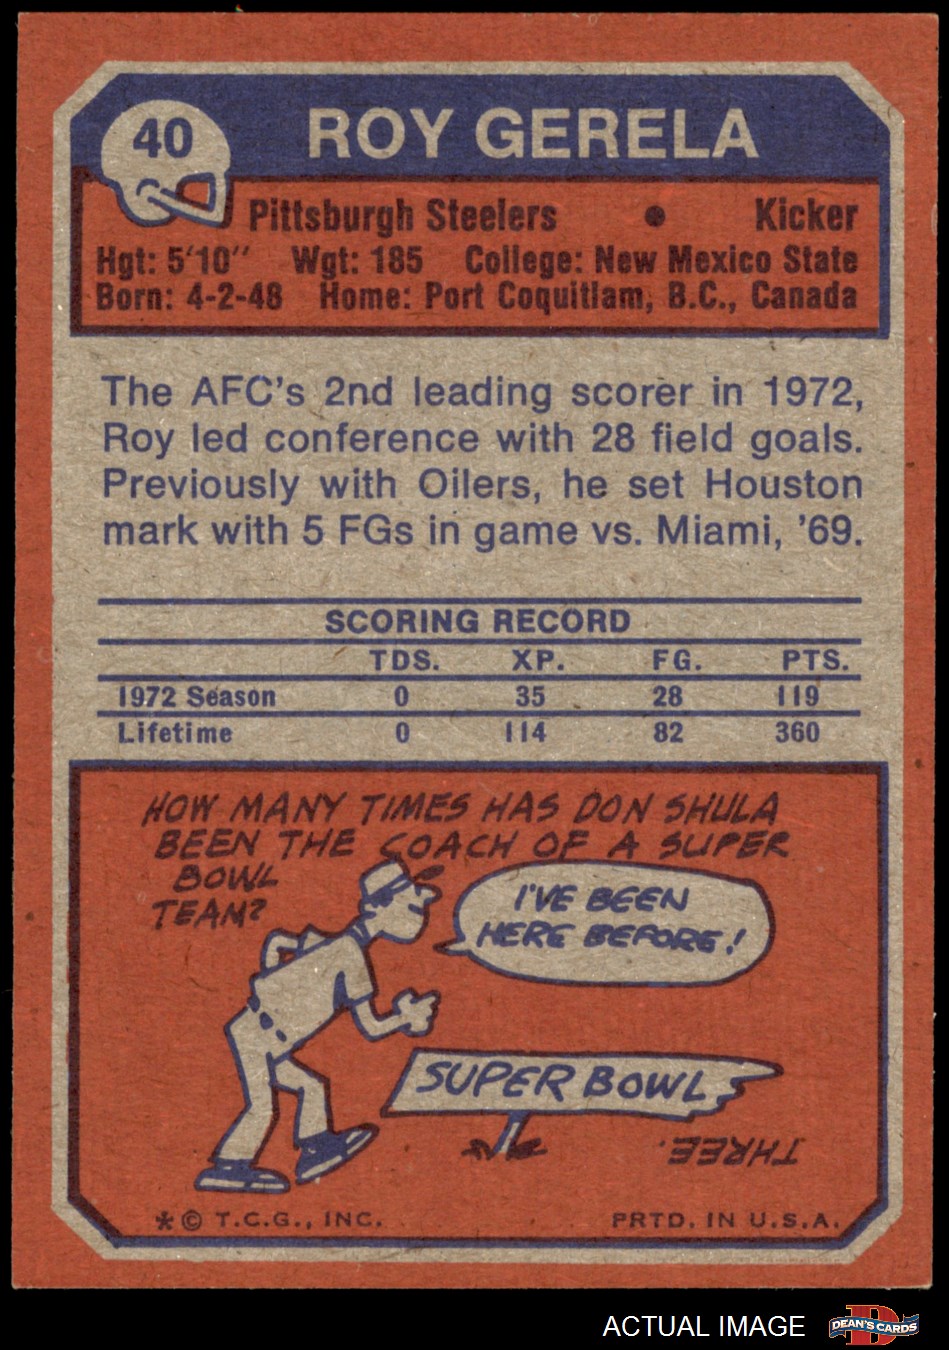 40
ROY GERELA
Pittsburgh Steelers • Kicker
Hgt: 5'10" Wgt: 185 College: New Mexico State
Born: 4-2-48 Home: Port Coquitlam, B.C., Canada
The AFC's 2nd leading scorer in 1972,
Roy led conference with 28 field goals.
Previously with Oilers, he set Houston
mark with 5 FGs in game vs. Miami, '69.
SCORING RECORD
TDS. XP. FG. PTS.
1972 Season 0 35 28 119
Lifetime 0 114 82 360
HOW MANY TIMES HAS DON SHULA
BEEN THE COACH OF A SUPER
BOWL
TEAM?
I'VE BEEN
HERE BEFORE!
SUPER BOWL
THREE.
* © T.C.G., INC. PRTD. IN U.S.A.
ACTUAL IMAGE
D
DEAN'S CARDS